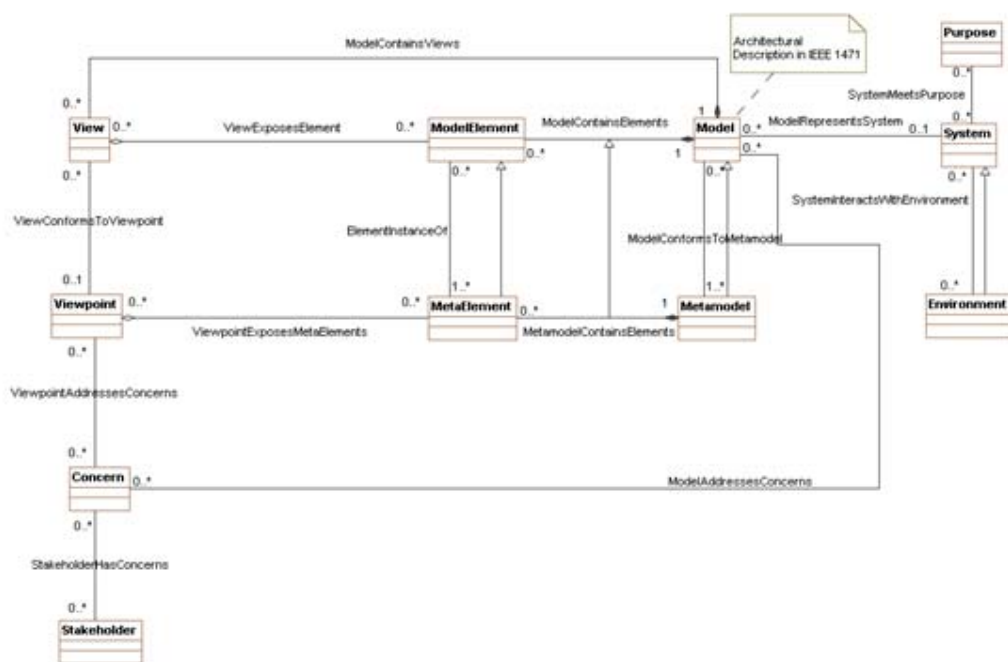 ModelContainsViews
Architectural
Description in IEEE 1471
Purpose
0..*
SystemMeetsPurpose
0..*
0..*
View
0..*
ViewExposesElement
0..*
ModelElement
0..*
ModelContainsElements
1
1
Model
0..*
0..*
ModelRepresentsSystem
0..1
System
0..*
0..*
0..*
0..*
ViewConformsToViewpoint
ElementInstanceOf
ModelConformsToMetamodel
SystemInteractsWithEnvironment
0..1
1..*
1..*
0..*
Viewpoint
0..*
ViewpointExposesMetaElements
0..*
MetaElement
0..*
MetamodelContainsElements
1
Metamodel
Environment
0..*
ViewpointAddressesConcerns
0..*
Concern
0..*
ModelAddressesConcerns
0..*
StakeholderHasConcerns
0..*
Stakeholder